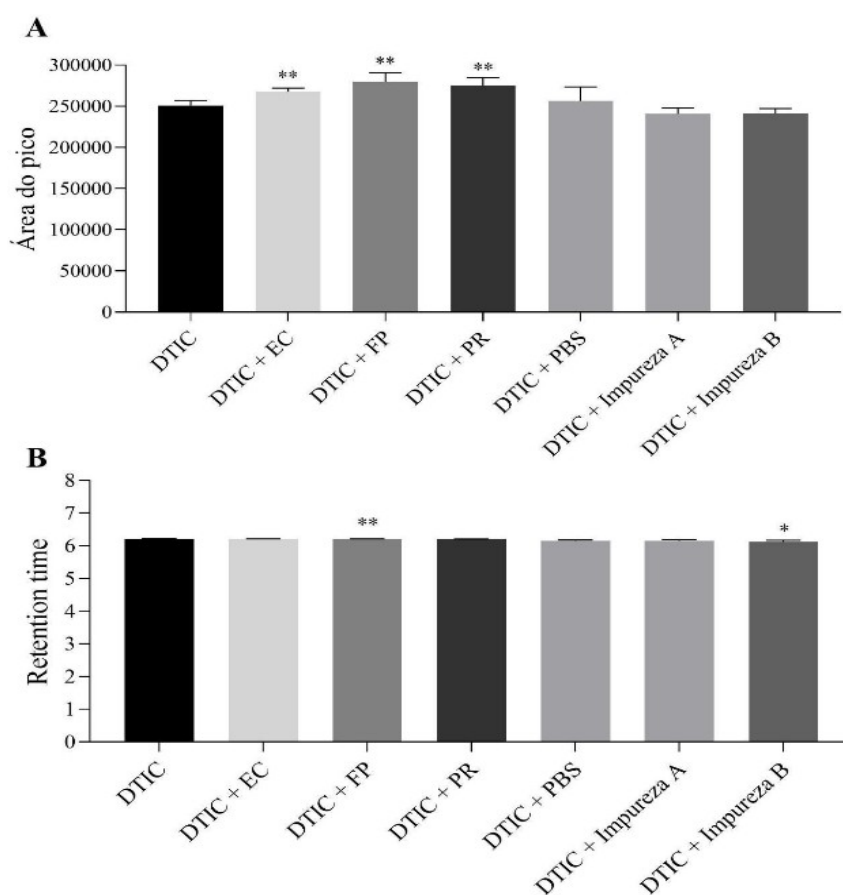 A
Área do pico
300000
250000
200000
150000
100000
50000
0
**
**
**
DTIC
DTIC + EC
DTIC + FP
DTIC + PR
DTIC + PBS
DTIC + Impureza A
DTIC + Impureza B
B
Retention time
8
7
6
5
4
3
2
1
0
**
*
DTIC
DTIC + EC
DTIC + FP
DTIC + PR
DTIC + PBS
DTIC + Impureza A
DTIC + Impureza B